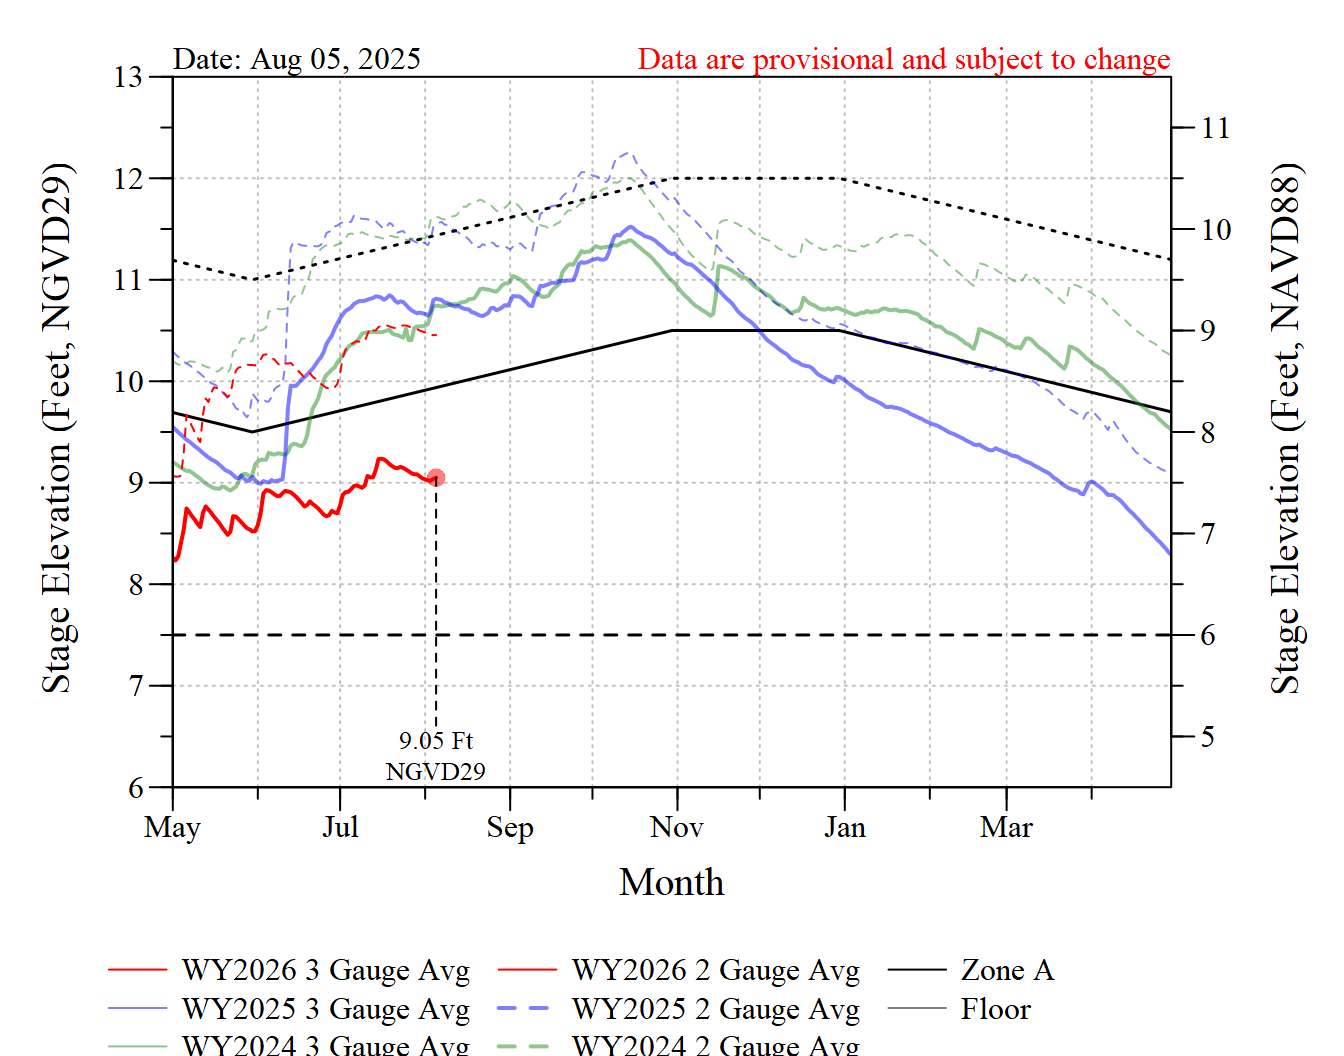 Date: Aug 05, 2025
Data are provisional and subject to change
Stage Elevation (Feet, NGVD29)
13
12
11
10
9
8
7
6
11
10
9
8
7
6
5
Stage Elevation (Feet, NAVD88)
9.05 Ft
NGVD29
May Jul Sep Nov Jan Mar
Month
WY2026 3 Gauge Avg WY2026 2 Gauge Avg Zone A
WY2025 3 Gauge Avg WY2025 2 Gauge Avg Floor
WY2024 3 Gauge Avg WY2024 2 Gauge Avg